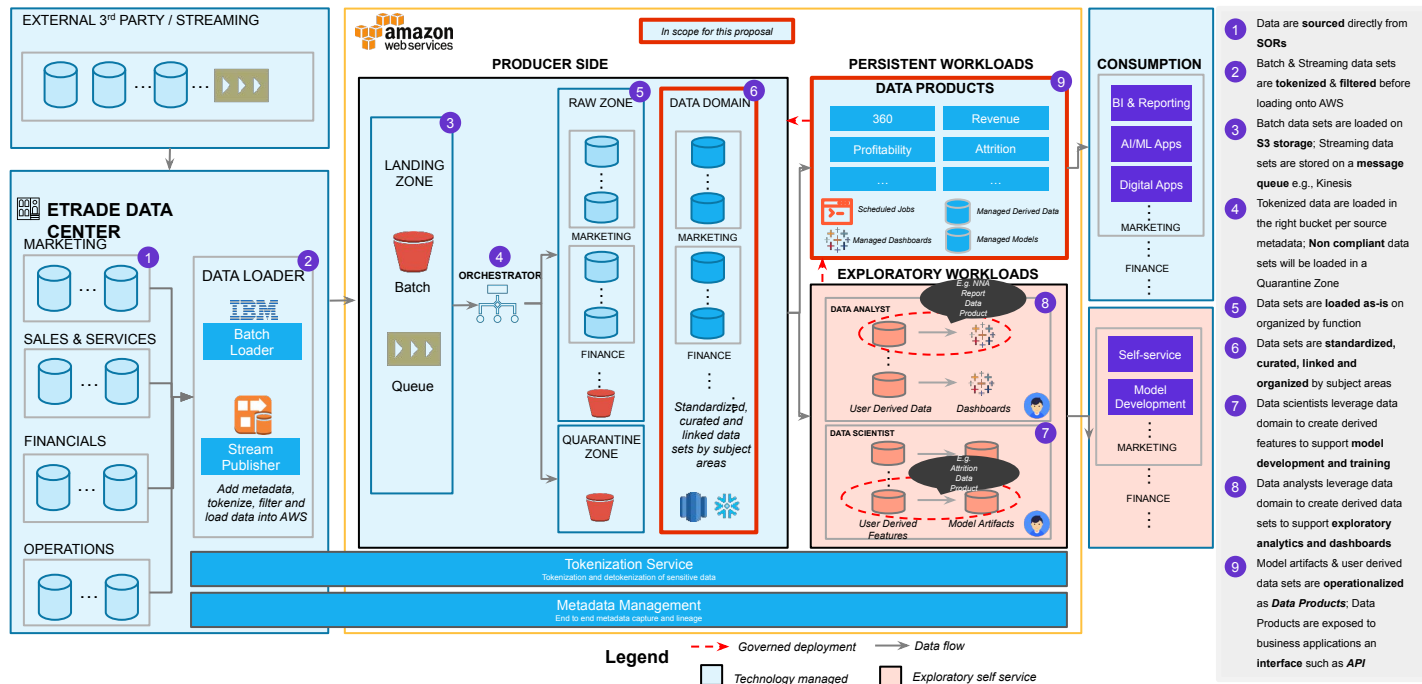 EXTERNAL 3rd PARTY / STREAMING
...
...
amazon
web services
In scope for this proposal
ETRADE DATA
CENTER
MARKETING
1
...
SALES & SERVICES
...
FINANCIALS
...
OPERATIONS
...
DATA LOADER
2
IBM
Batch
Loader
Stream
Publisher
Add metadata,
tokenize, filter and
load data into AWS
PRODUCER SIDE
3
LANDING
ZONE
Batch
Queue
4
ORCHESTRATOR
RAW ZONE
5
MARKETING
FINANCE
QUARANTINE
ZONE
DATA DOMAIN
6
MARKETING
FINANCE
Standardized,
curated and
linked data
sets by subject
areas
PERSISTENT WORKLOADS
DATA PRODUCTS
9
360
Revenue
Profitability
Attrition
...
...
Scheduled Jobs
Managed Derived Data
Managed Dashboards
Managed Models
EXPLORATORY WORKLOADS
DATA ANALYST
8
E.g. NNA
Report
Data
Product
User Derived Data
Dashboards
DATA SCIENTIST
7
E.g.
Attrition
Data
Product
User Derived
Features
Model Artifacts
CONSUMPTION
BI & Reporting
AI/ML Apps
Digital Apps
MARKETING
FINANCE
Self-service
Model
Development
MARKETING
FINANCE
Tokenization Service
Tokenization and detokenization of sensitive data
Metadata Management
End to end metadata capture and lineage
Legend
Governed deployment
Data flow
Technology managed
Exploratory self service
1
Data are sourced directly from
SORs
2
Batch & Streaming data sets
are tokenized & filtered before
loading onto AWS
3
Batch data sets are loaded on
S3 storage; Streaming data
sets are stored on a message
queue e.g., Kinesis
4
Tokenized data are loaded in
the right bucket per source
metadata; Non compliant data
sets will be loaded in a
Quarantine Zone
5
Data sets are loaded as-is on
organized by function
6
Data sets are standardized,
curated, linked and
organized by subject areas
7
Data scientists leverage data
domain to create derived
features to support model
development and training
8
Data analysts leverage data
domain to create derived data
sets to support exploratory
analytics and dashboards
9
Model artifacts & user derived
data sets are operationalized
as Data Products; Data
Products are exposed to
business applications an
interface such as API